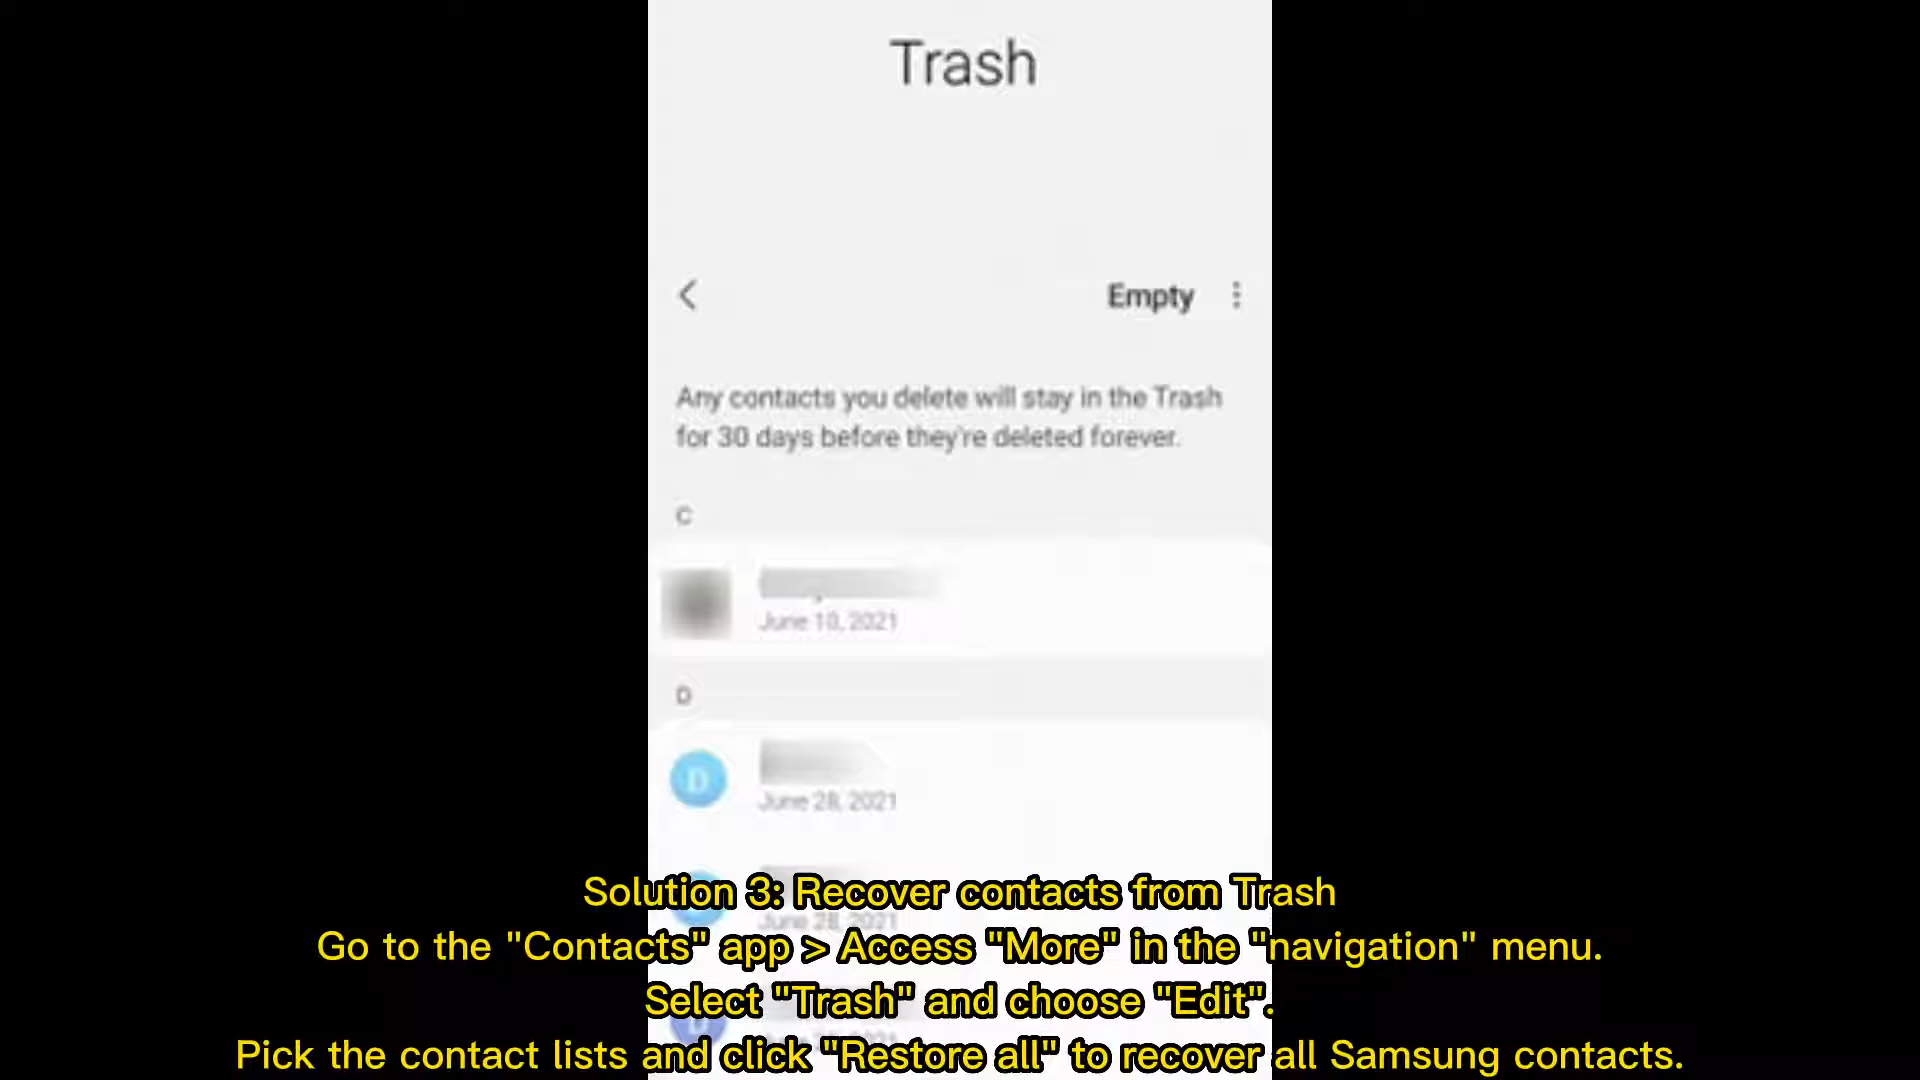 Trash
Empty
Any contacts you delete will stay in the Trash
for 30 days before they're deleted forever.
C
June 10, 2021
D
D
June 28, 2021
June 28, 2021
D
Solution 3: Recover contacts from Trash
Go to the "Contacts" app > Access "More" in the "navigation" menu.
Select "Trash" and choose "Edit".
Pick the contact lists and click "Restore all" to recover all Samsung contacts.